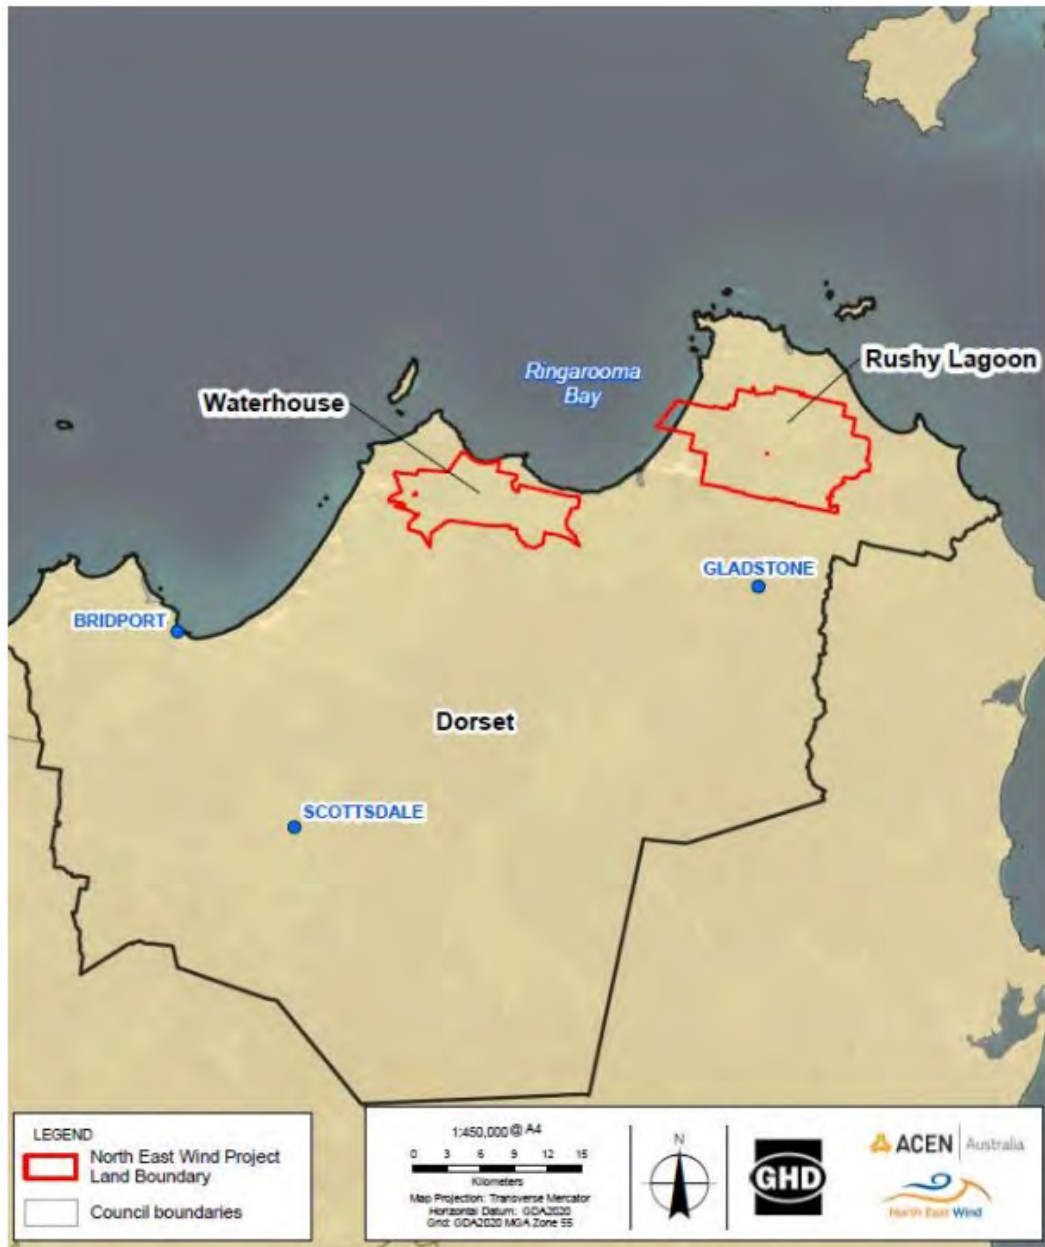 Ringarooma
Bay
Rushy Lagoon
Waterhouse
GLADSTONE
BRIDPORT
Dorset
SCOTTSDALE
LEGEND
North East Wind Project
Land Boundary
Council boundaries
1:450,000 @ A4
0 3 6 9 12 15
Kilometers
Map Projection: Transverse Mercator
Horizontal Datum: GDA2020
Grid: GDA2020 MGA Zone 55
N
GHD
ACEN Australia
North East Wind